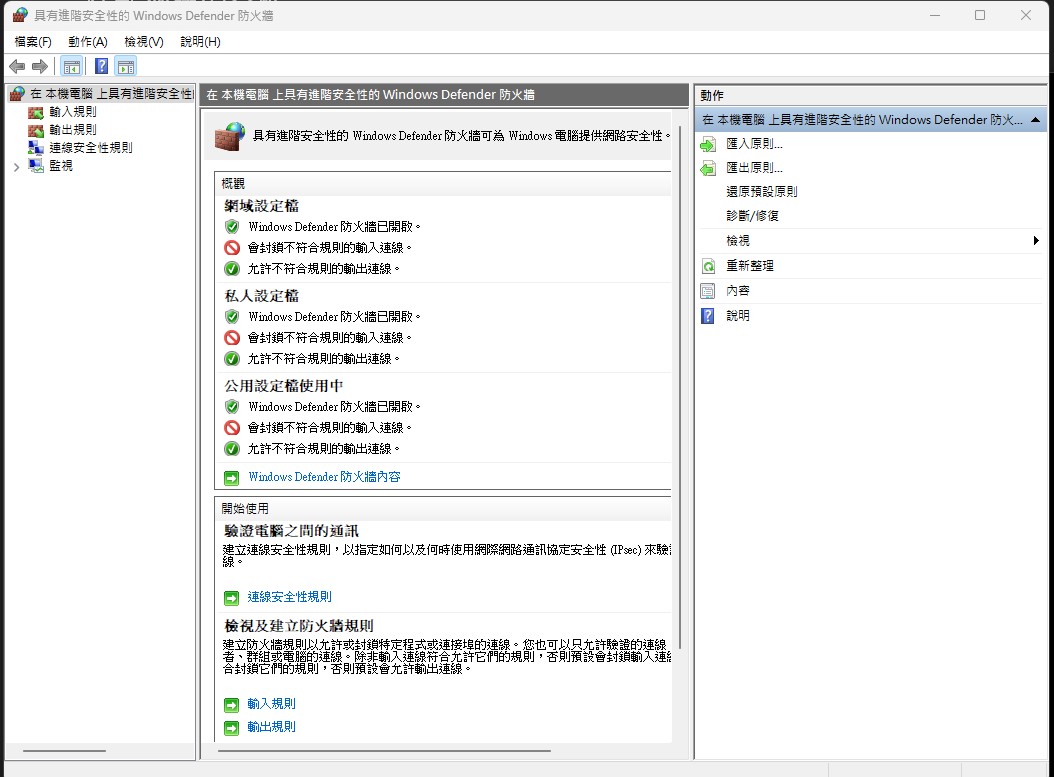 具有進階安全性的 Windows Defender 防火牆
檔案(F) 動作(A) 檢視(V) 說明(H)
在 本機電腦 上具有進階安全性
輸入規則
輸出規則
連線安全性規則
監視
在 本機電腦 上具有進階安全性的 Windows Defender 防火牆
具有進階安全性的 Windows Defender 防火牆可為 Windows 電腦提供網路安全性。
概觀
網域設定檔
Windows Defender 防火牆已開啟。
會封鎖不符合規則的輸入連線。
允許不符合規則的輸出連線。
私人設定檔
Windows Defender 防火牆已開啟。
會封鎖不符合規則的輸入連線。
允許不符合規則的輸出連線。
公用設定檔使用中
Windows Defender 防火牆已開啟。
會封鎖不符合規則的輸入連線。
允許不符合規則的輸出連線。
Windows Defender 防火牆內容
開始使用
驗證電腦之間的通訊
建立連線安全性規則，以指定如何以及何時使用網際網路通訊協定安全性 (IPsec) 來驗
線。
連線安全性規則
檢視及建立防火牆規則
建立防火牆規則以允許或封鎖特定程式或連接埠的連線。您也可以只允許驗證的連線
者、群組或電腦的連線。除非輸入連線符合允許它們的規則，否則預設會封鎖輸入連
合封鎖它們的規則，否則預設會允許輸出連線。
輸入規則
輸出規則
動作
在 本機電腦 上具有進階安全性的 Windows Defender 防火...
匯入原則...
匯出原則...
還原預設原則
診斷/修復
檢視
重新整理
內容
說明